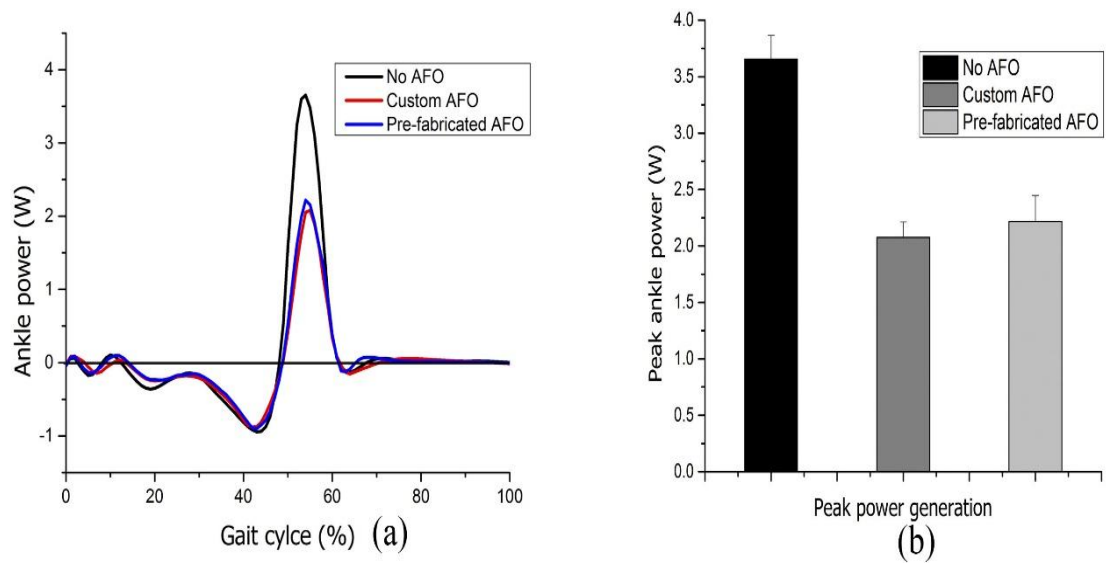 4
3
2
1
0
-1
Ankle power (W)
No AFO
Custom AFO
Pre-fabricated AFO
0 20 40 60 80 100
Gait cylce (%) (a)
4.0
3.5
3.0
2.5
2.0
1.5
1.0
0.5
0.0
Peak ankle power (W)
No AFO
Custom AFO
Pre-fabricated AFO
Peak power generation
(b)